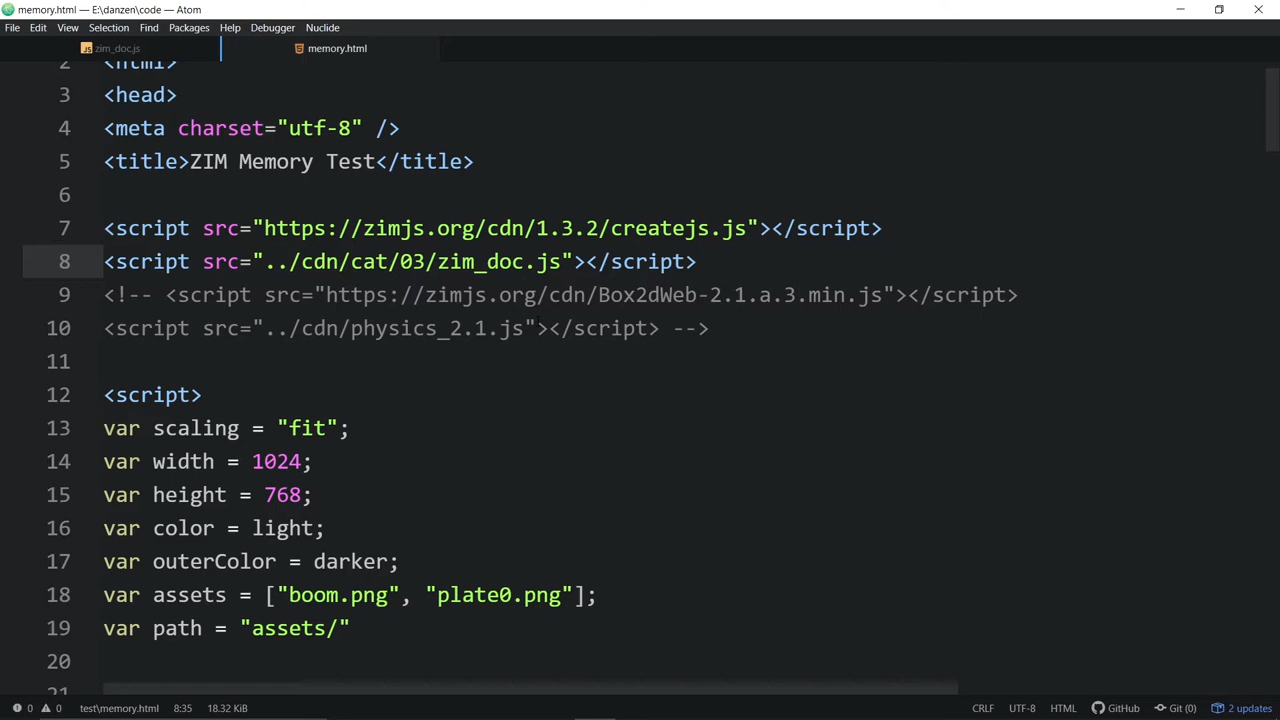 memory.html — E:\danzen\code — Atom
File Edit View Selection Find Packages Help Debugger Nuclide
JS zim_doc.js memory.html
2 <html>
3 <head>
4 <meta charset="utf-8" />
5 <title>ZIM Memory Test</title>
6
7 <script src="https://zimjs.org/cdn/1.3.2/createjs.js"></script>
8 <script src="../cdn/cat/03/zim_doc.js"></script>
9 <!-- <script src="https://zimjs.org/cdn/Box2dWeb-2.1.a.3.min.js"></script>
10 <script src="../cdn/physics_2.1.js"></script> -->
11
12 <script>
13 var scaling = "fit";
14 var width = 1024;
15 var height = 768;
16 var color = light;
17 var outerColor = darker;
18 var assets = ["boom.png", "plate0.png"];
19 var path = "assets/"
20
21
0 0 test\memory.html 8:35 18.32 KiB CRLF UTF-8 HTML GitHub Git (0) 2 updates